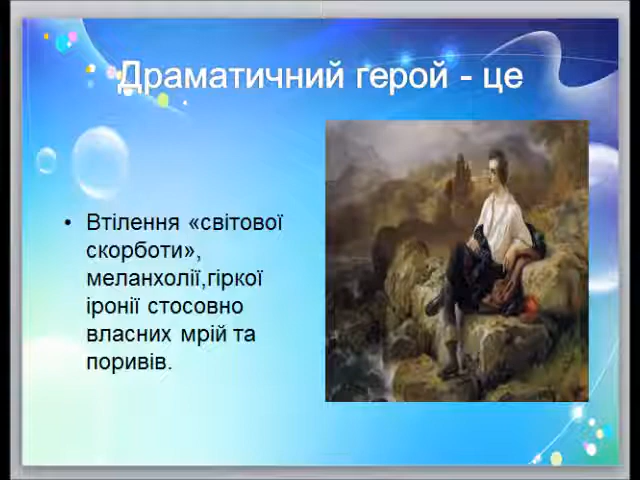 Драматичний герой - це
• Втілення «світової
скорботи»,
меланхолії,гіркої
іронії стосовно
власних мрій та
поривів.